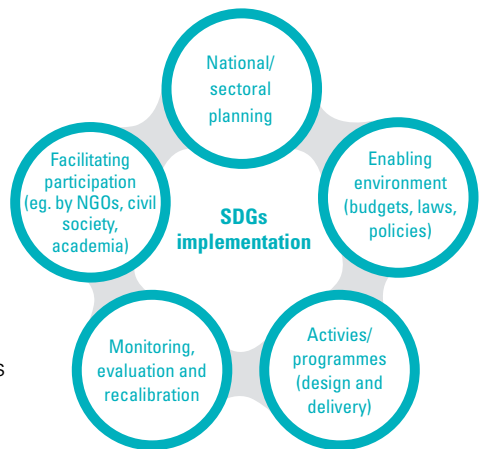 National/
sectoral
planning
Enabling
environment
(budgets, laws,
policies)
Activies/
programmes
(design and
delivery)
Monitoring,
evaluation and
recalibration
Facilitating
participation
(eg. by NGOs, civil
society,
academia)
SDGs
implementation
s